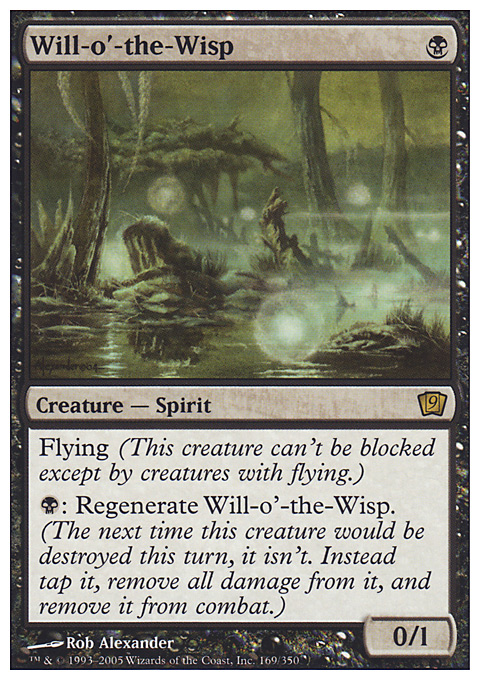 Will-o'-the-Wisp
Creature — Spirit
9
Flying (This creature can't be blocked
except by creatures with flying.)
: Regenerate Will-o'-the-Wisp.
(The next time this creature would be
destroyed this turn, it isn't. Instead
tap it, remove all damage from it, and
remove it from combat.)
0/1
Rob Alexander
™ & © 1993–2005 Wizards of the Coast, Inc. 169/350